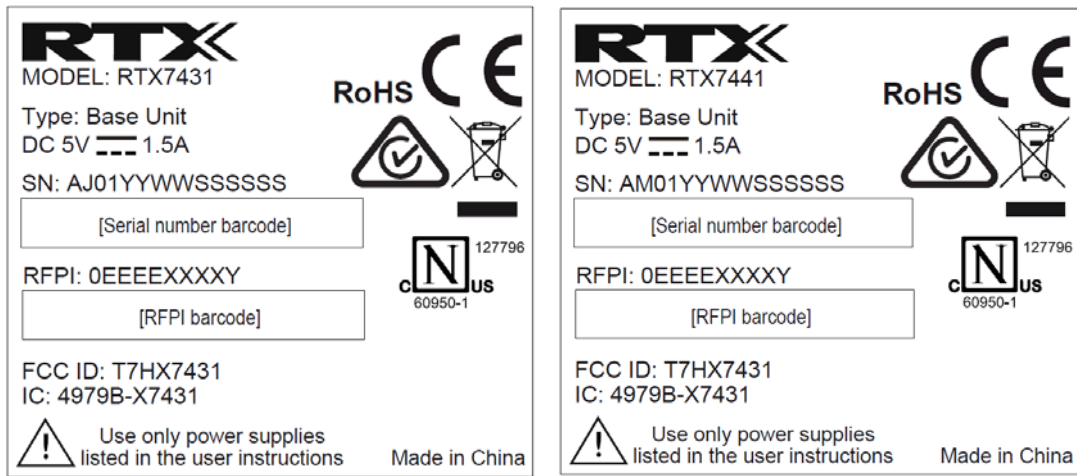 RTX
MODEL: RTX7431
RoHS
CE
Type: Base Unit
DC 5V 1.5A
SN: AJ01YYWWSSSSSS
[Serial number barcode]
127796
N
C US
60950-1
RFPI: 0EEEEXXXXY
[RFPI barcode]
FCC ID: T7HX7431
IC: 4979B-X7431
! Use only power supplies
listed in the user instructions
Made in China
RTX
MODEL: RTX7441
RoHS
CE
Type: Base Unit
DC 5V 1.5A
SN: AM01YYWWSSSSSS
[Serial number barcode]
127796
N
C US
60950-1
RFPI: 0EEEEXXXXY
[RFPI barcode]
FCC ID: T7HX7431
IC: 4979B-X7431
! Use only power supplies
listed in the user instructions
Made in China